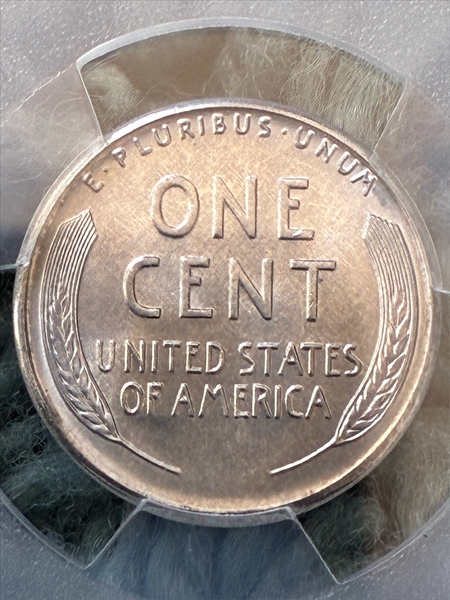 E·PLURIBUS·UNUM
ONE
CENT
UNITED STATES
OF AMERICA